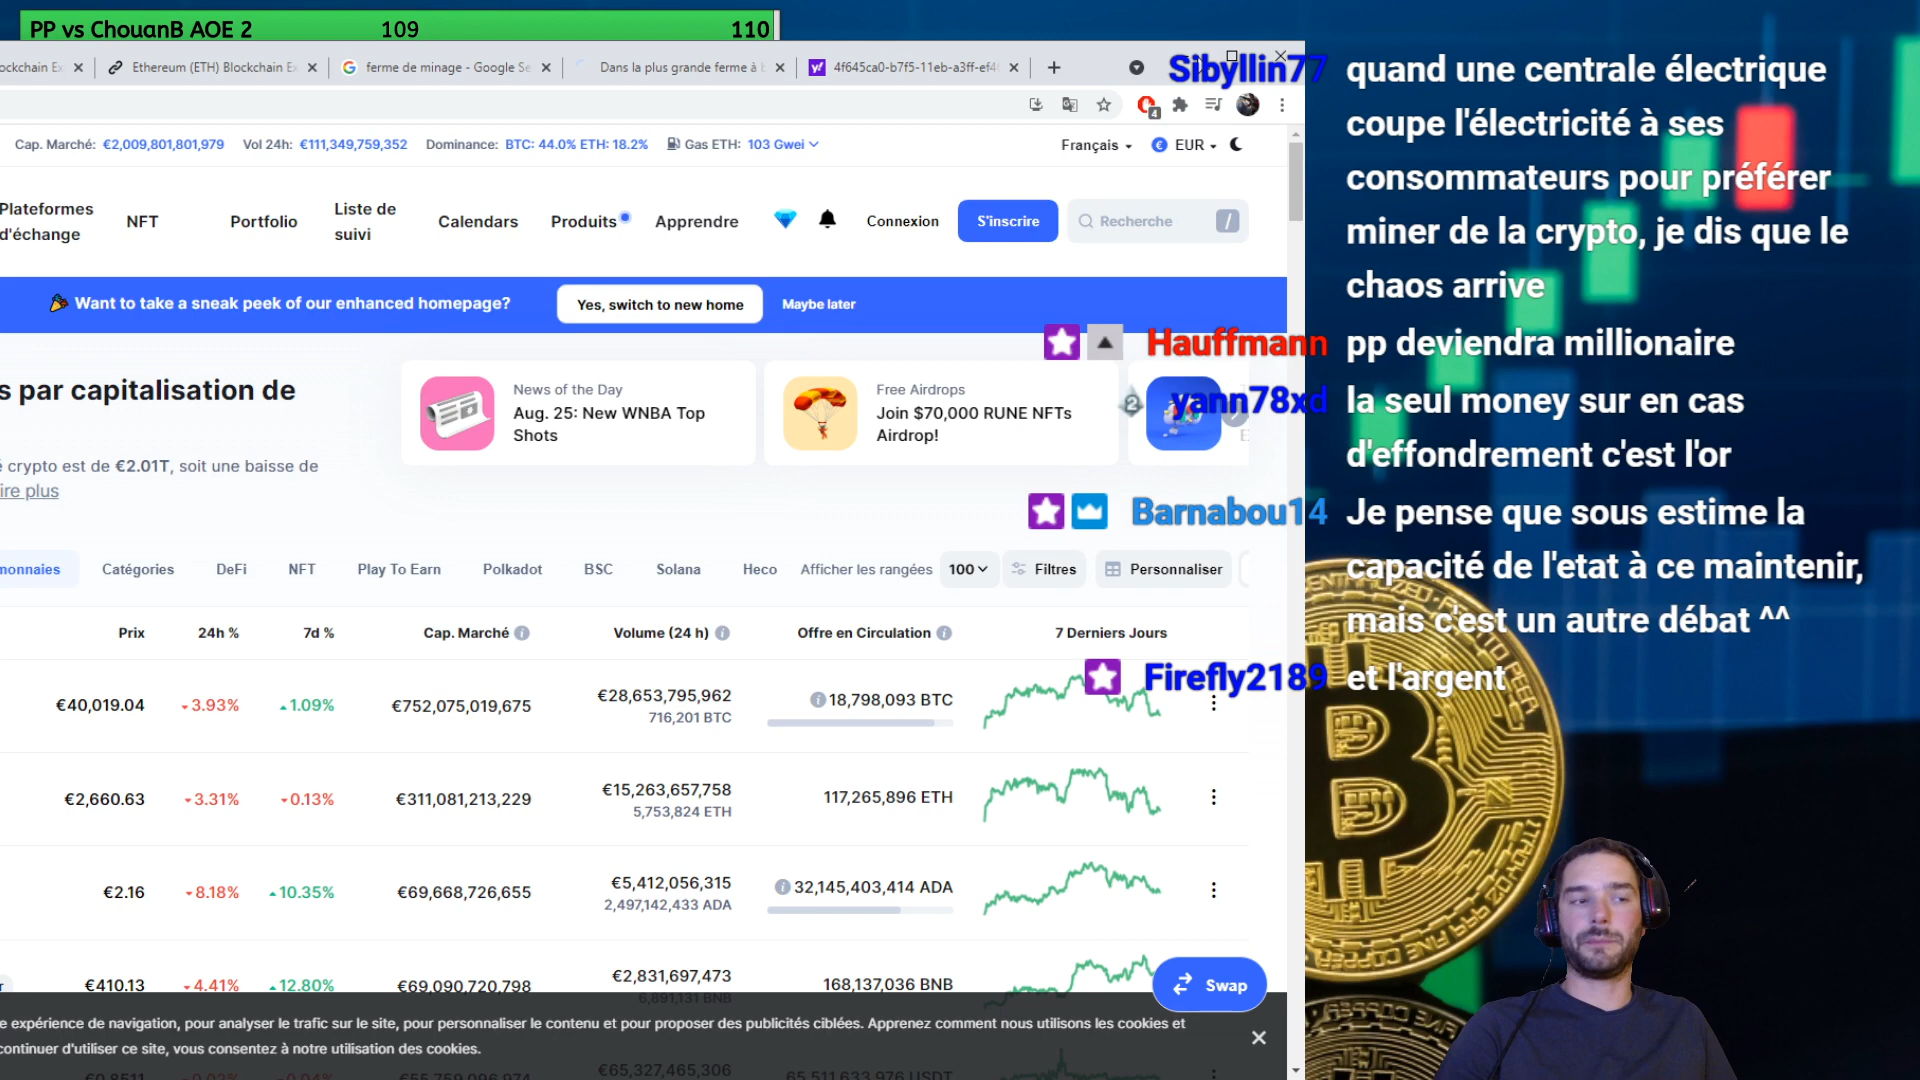 PP vs ChouanB AOE 2 109 110
ockchain Ex
Ethereum (ETH) Blockchain Ex
ferme de minage - Google Se
Dans la plus grande ferme à b
4f645ca0-b7f5-11eb-a3ff-ef4
4
Cap. Marché: €2,009,801,801,979 Vol 24h: €111,349,759,352 Dominance: BTC: 44.0% ETH: 18.2% Gas ETH: 103 Gwei
Français EUR
Plateformes
d'échange
NFT
Portfolio
Liste de
suivi
Calendars
Produits
Apprendre
Connexion
S'inscrire
Recherche /
Want to take a sneak peek of our enhanced homepage? Yes, switch to new home Maybe later
s par capitalisation de
é crypto est de €2.01T, soit une baisse de
ire plus
News of the Day
Aug. 25: New WNBA Top
Shots
Free Airdrops
Join $70,000 RUNE NFTs
Airdrop!
E
monnaies Catégories DeFi NFT Play To Earn Polkadot BSC Solana Heco Afficher les rangées 100 Filtres Personnaliser
Prix 24h % 7d % Cap. Marché Volume (24 h) Offre en Circulation 7 Derniers Jours
€40,019.04 3.93% 1.09% €752,075,019,675 €28,653,795,962 18,798,093 BTC
716,201 BTC
€2,660.63 3.31% 0.13% €311,081,213,229 €15,263,657,758 117,265,896 ETH
5,753,824 ETH
€2.16 8.18% 10.35% €69,668,726,655 €5,412,056,315 32,145,403,414 ADA
2,497,142,433 ADA
r €410.13 4.41% 12.80% €69,090,720,798 €2,831,697,473 168,137,036 BNB
6,891,131 BNB
Swap
e expérience de navigation, pour analyser le trafic sur le site, pour personnaliser le contenu et pour proposer des publicités ciblées. Apprenez comment nous utilisons les cookies et
continuer d'utiliser ce site, vous consentez à notre utilisation des cookies.
€65,327,465,306
Sibyllin77 quand une centrale électrique
coupe l'électricité à ses
consommateurs pour préférer
miner de la crypto, je dis que le
chaos arrive
Hauffmann pp deviendra millionaire
2 yann78xd la seul money sur en cas
d'effondrement c'est l'or
Barnabou14 Je pense que sous estime la
capacité de l'etat à ce maintenir,
mais c'est un autre débat ^^
Firefly2189 et l'argent